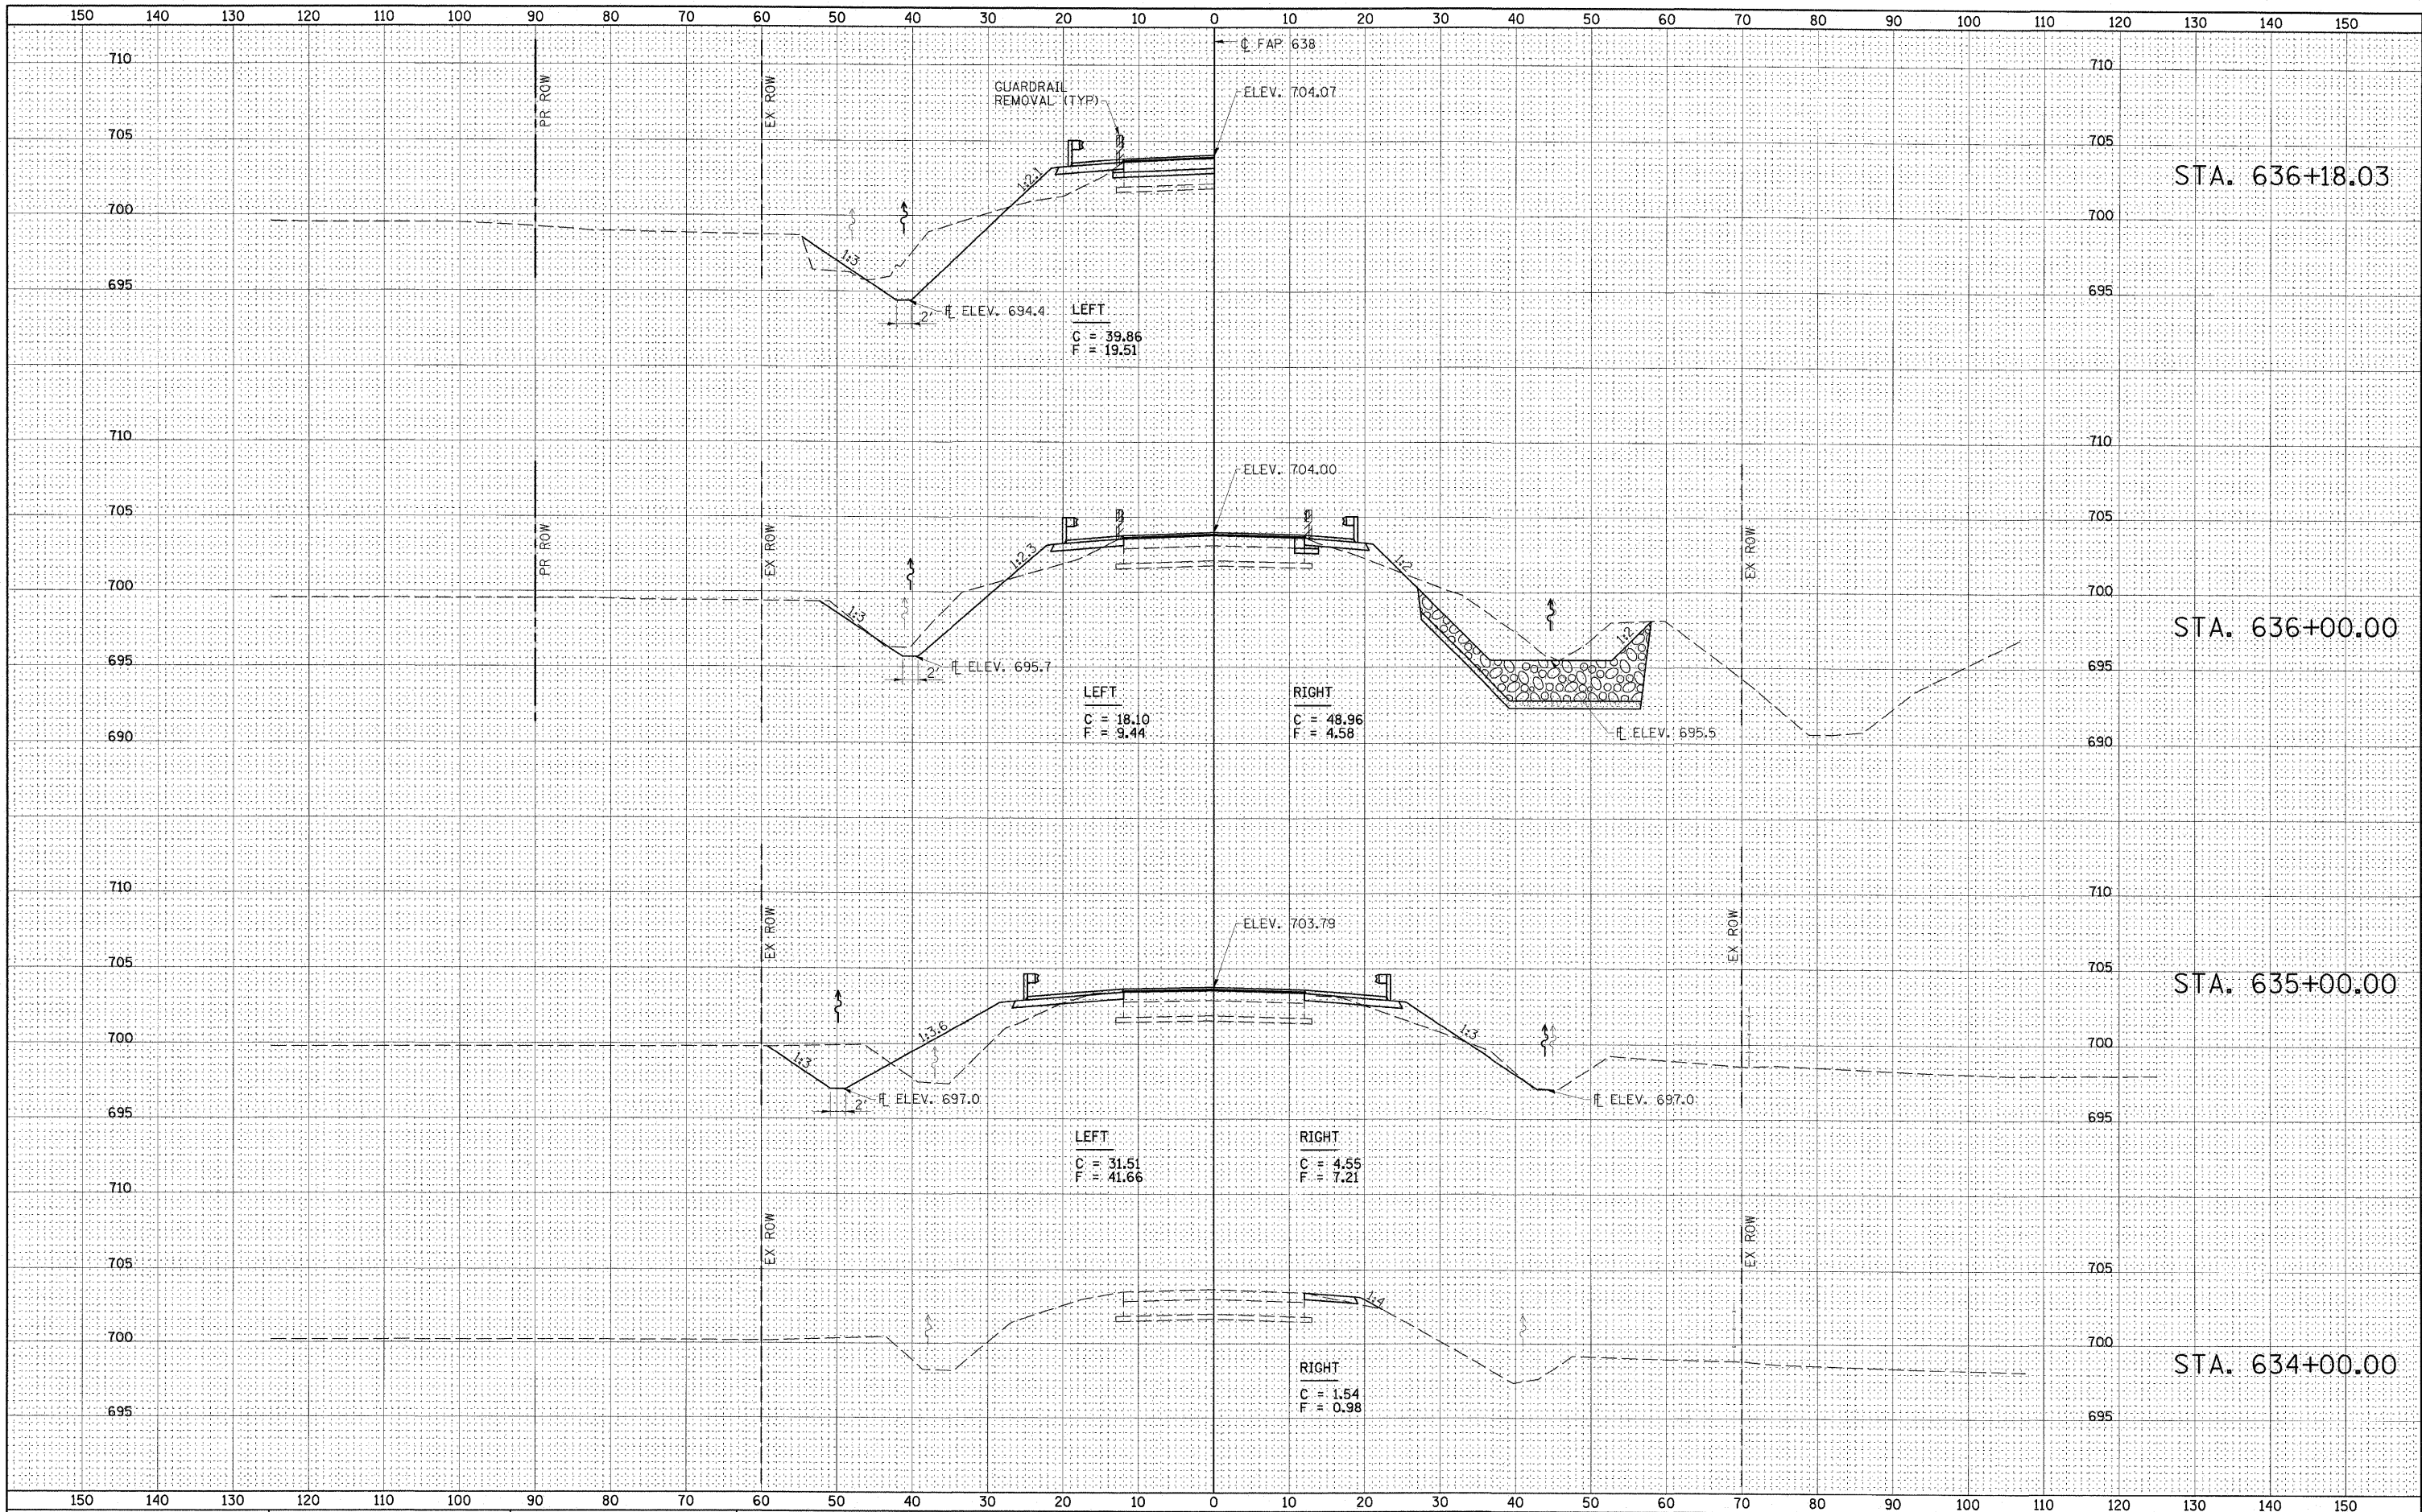 150 140 130 120 110 100 90 80 70 60 50 40 30 20 10 0 10 20 30 40 50 60 70 80 90 100 110 120 130 140 150
℄ FAP 638
710 710
PR ROW
EX ROW
GUARDRAIL
REMOVAL (TYP)
ELEV. 704.07
705 705
STA. 636+18.03
1:2.1
700 700
1:3
695 695
2'
℄ ELEV. 694.4
LEFT
C = 39.86
F = 19.51
710 710
ELEV. 704.00
705 705
PR ROW
EX ROW
EX ROW
1:2.3
1:2
700 700
STA. 636+00.00
1:3
1:2
695 695
2'
℄ ELEV. 695.7
LEFT
C = 18.10
F = 9.44
RIGHT
C = 48.96
F = 4.58
℄ ELEV. 695.5
690 690
710 710
ELEV. 703.79
EX ROW
EX ROW
705 705
STA. 635+00.00
1:3.6
1:3
700 700
1:3
2'
℄ ELEV. 697.0
℄ ELEV. 697.0
695 695
LEFT
C = 31.51
F = 41.66
RIGHT
C = 4.55
F = 7.21
710 710
EX ROW
EX ROW
705 705
1:4
700 700
STA. 634+00.00
RIGHT
C = 1.54
F = 0.98
695 695
150 140 130 120 110 100 90 80 70 60 50 40 30 20 10 0 10 20 30 40 50 60 70 80 90 100 110 120 130 140 150